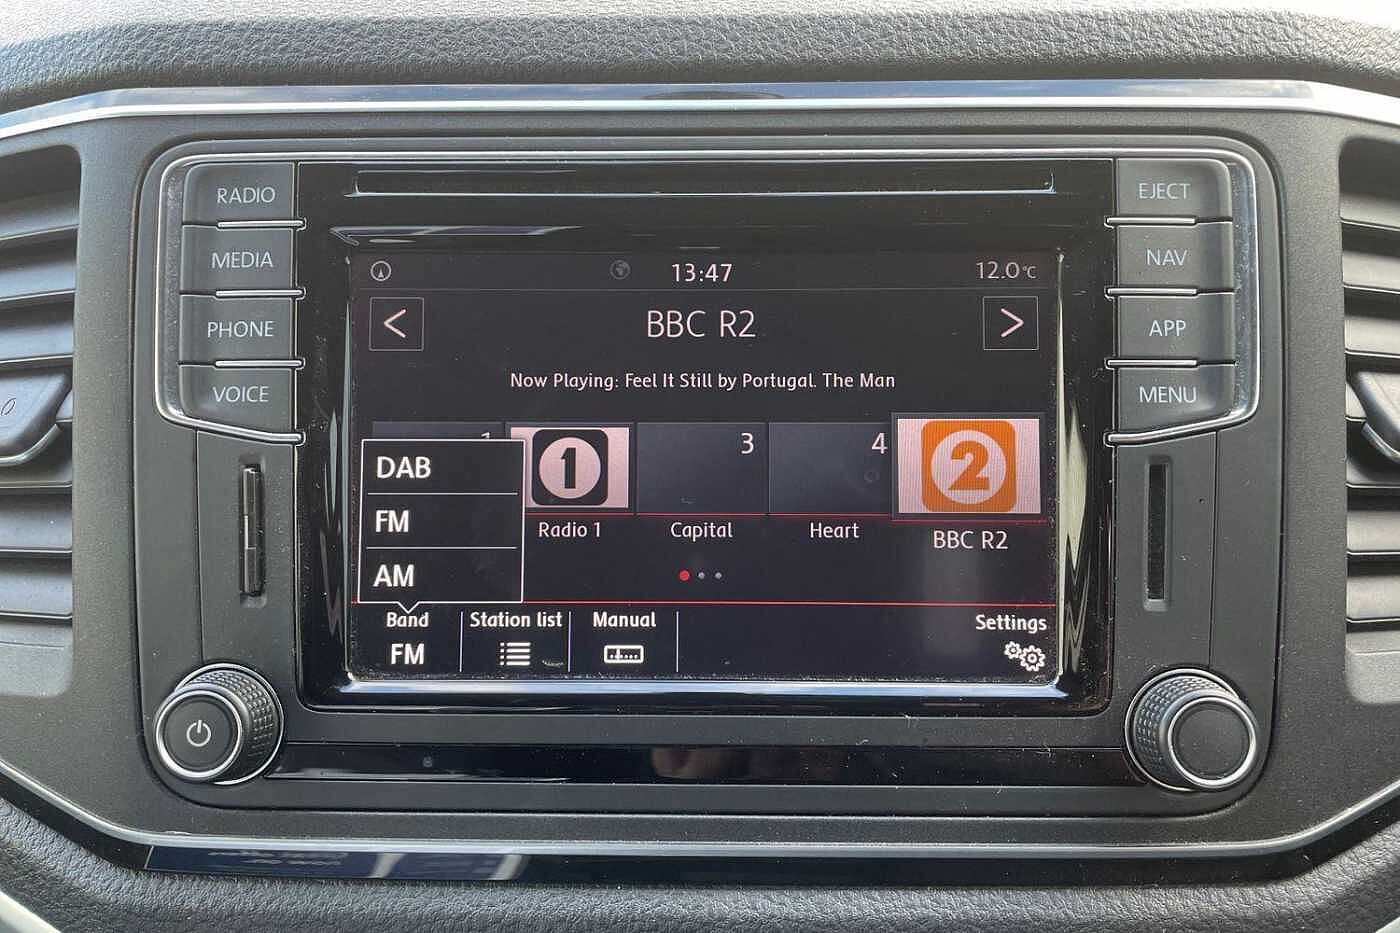 RADIO
MEDIA
PHONE
VOICE
EJECT
NAV
APP
MENU
13:47
12.0°C
<
BBC R2
>
Now Playing: Feel It Still by Portugal. The Man
1
1
3
4
2
Radio 1
Capital
Heart
BBC R2
DAB
FM
AM
Band
FM
Station list
Manual
Settings